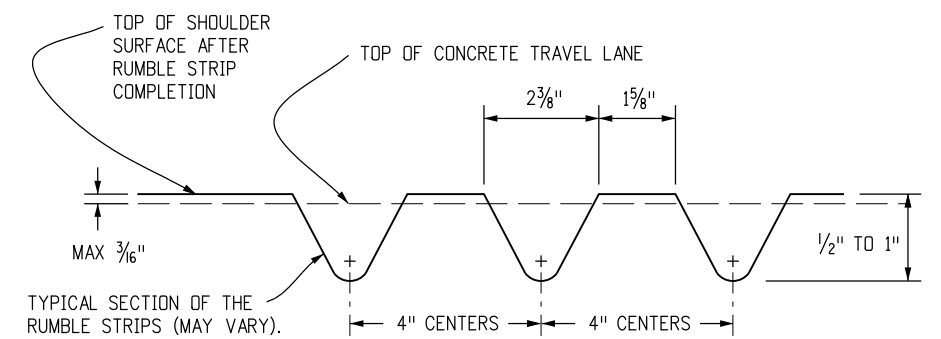 TOP OF SHOULDER
SURFACE AFTER
RUMBLE STRIP
COMPLETION
TOP OF CONCRETE TRAVEL LANE
2⅜"
1⅝"
MAX 3⁄16"
½" TO 1"
TYPICAL SECTION OF THE
RUMBLE STRIPS (MAY VARY).
4" CENTERS
4" CENTERS